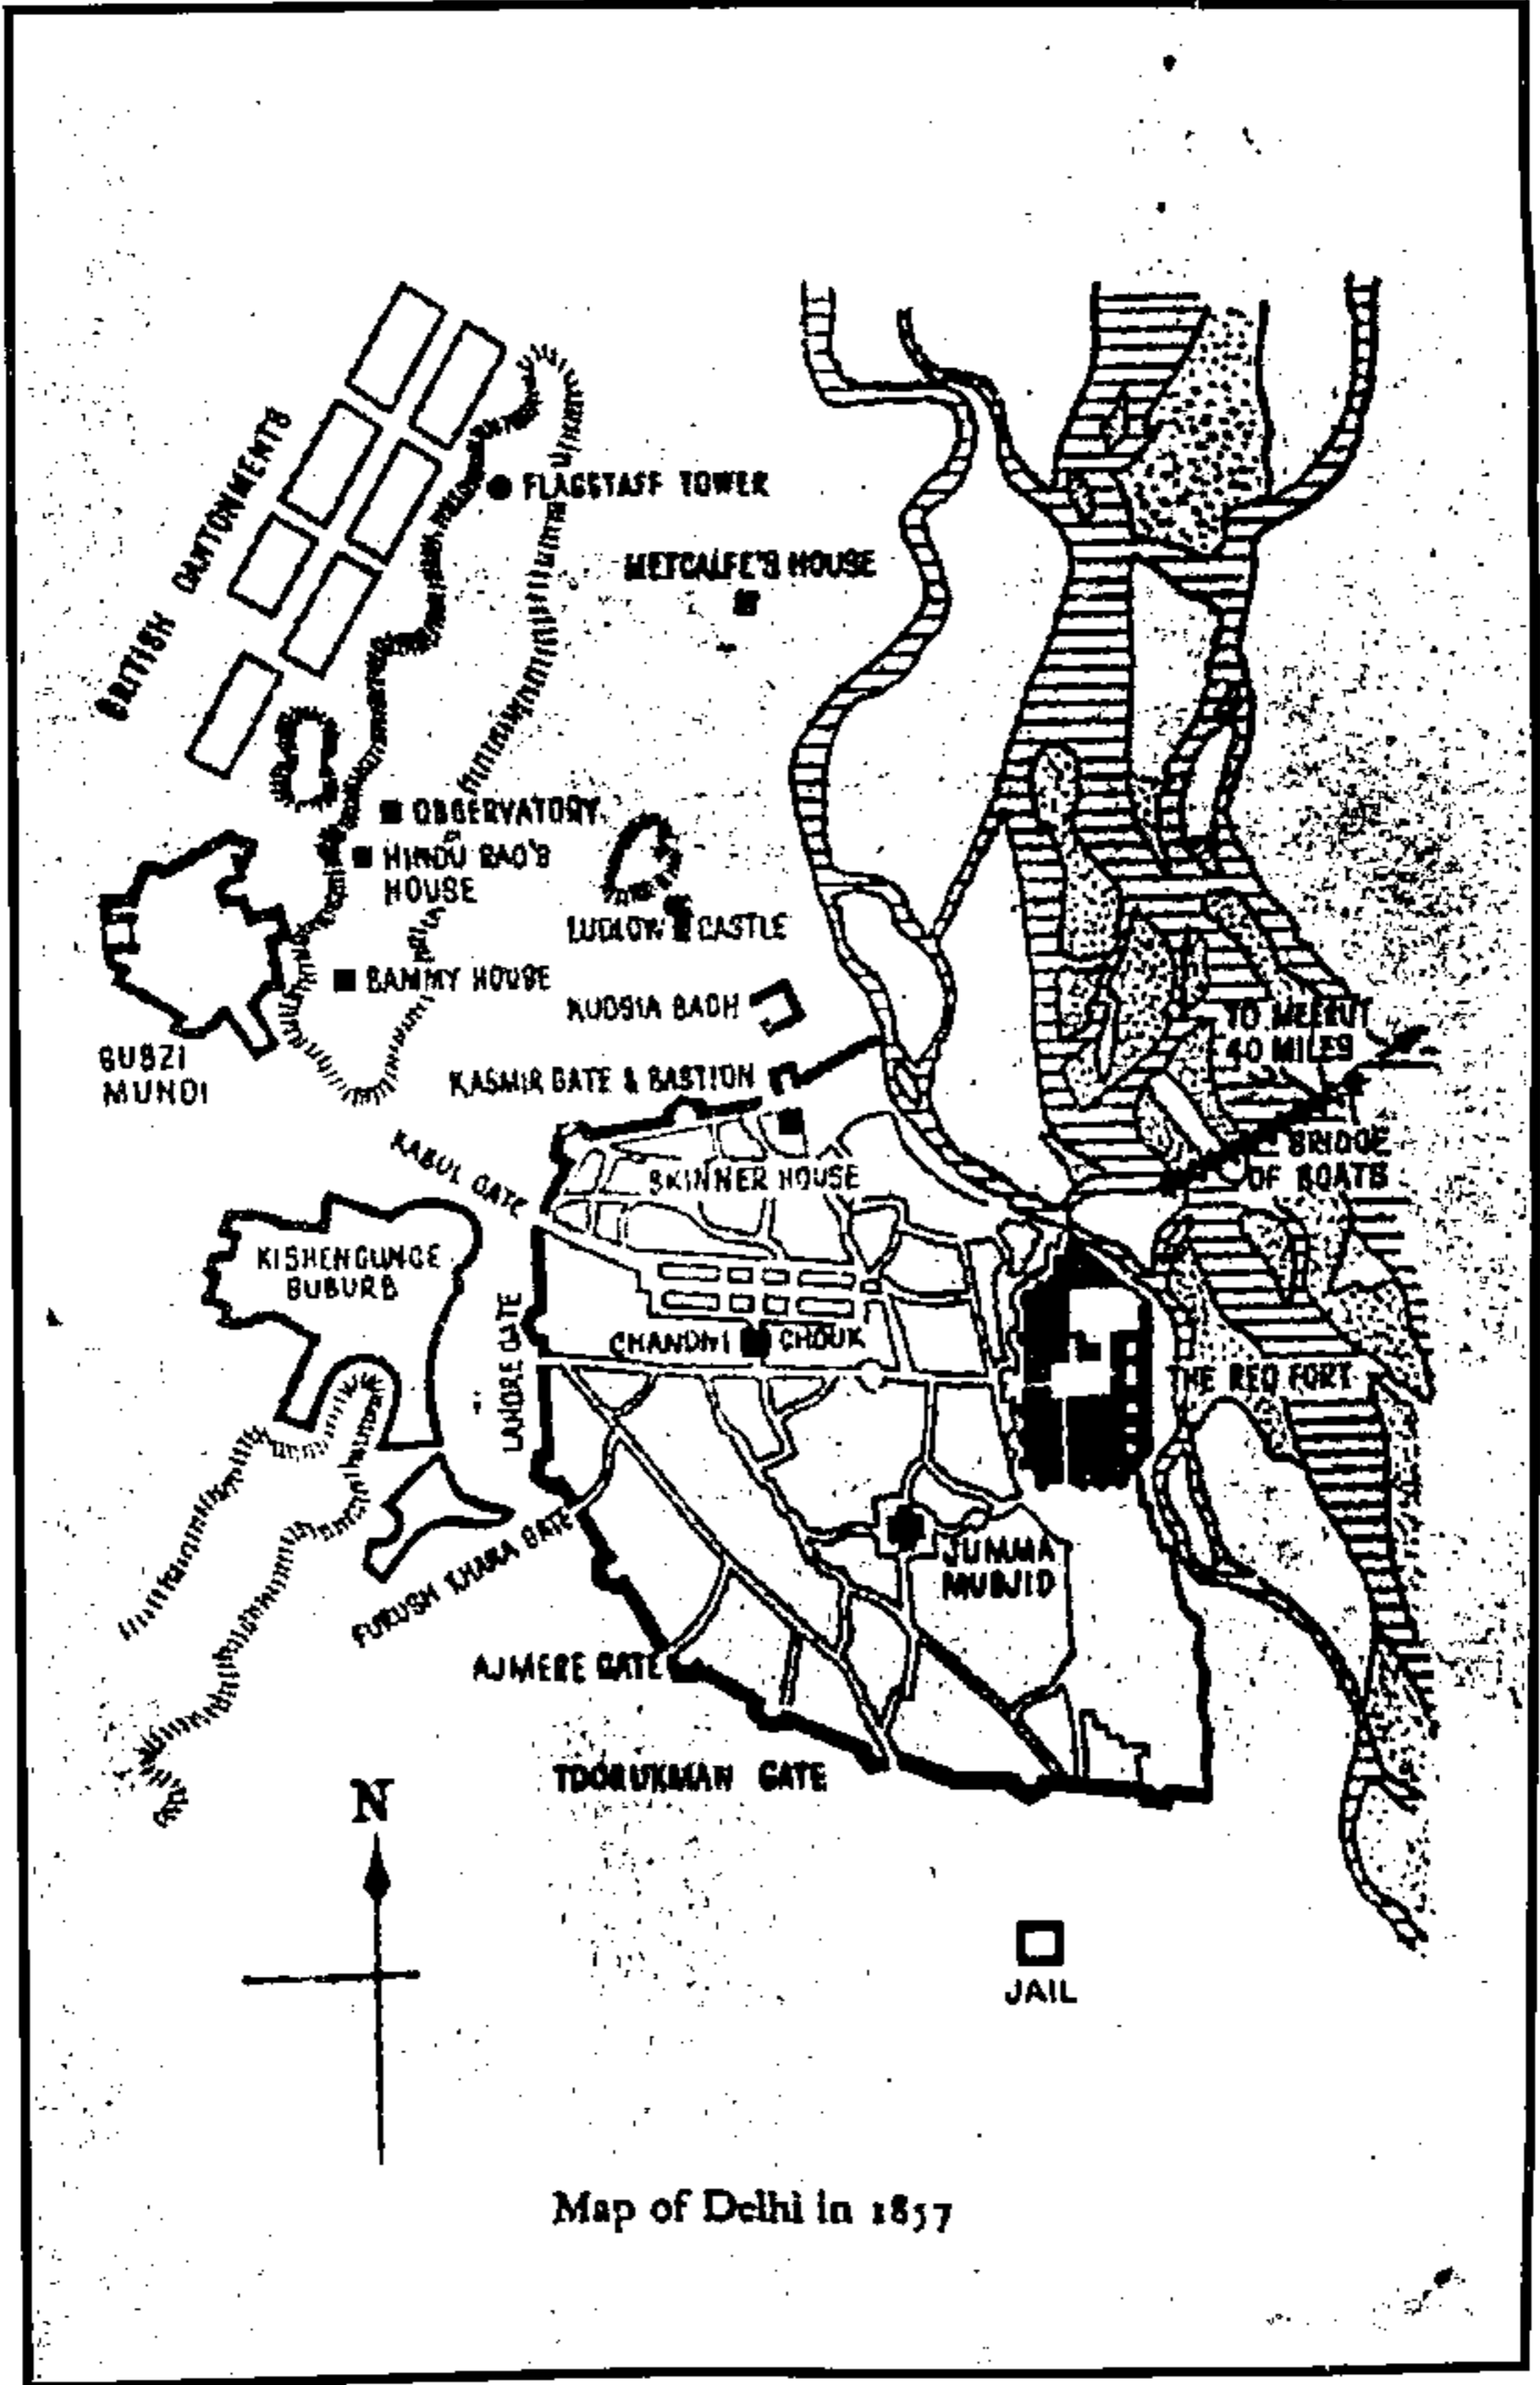 BRITISH CANTONMENTS
FLAGSTAFF TOWER
METCALFE'S HOUSE
OBSERVATORY
HINDU RAO'S
HOUSE
LUDLOW CASTLE
SAMMY HOUSE
KUDSIA BAGH
SUBZI
MUNDI
KASMIR GATE & BASTION
TO MEERUT
40 MILES
BRIDGE
OF BOATS
KABUL GATE
SKINNER HOUSE
KISHENGUNGE
SUBURB
LAHORE GATE
CHANDNI CHOUK
THE RED FORT
FURUSH KHANA GATE
JUMMA
MUSJID
AJMERE GATE
TOORUKMAN GATE
N
JAIL
Map of Delhi in 1857